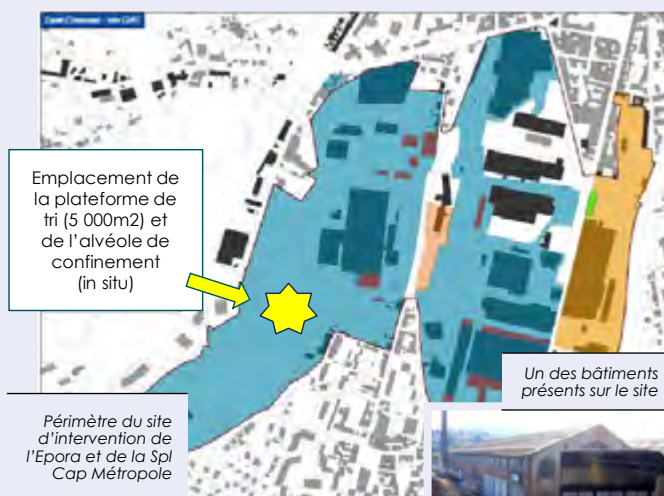 Emplacement de
la plateforme de
tri (5 000m2) et
de l'alvéole de
confinement
(in situ)
Périmètre du site
d'intervention de
l'Epora et de la Spl
Cap Métropole
Un des bâtiments
présents sur le site